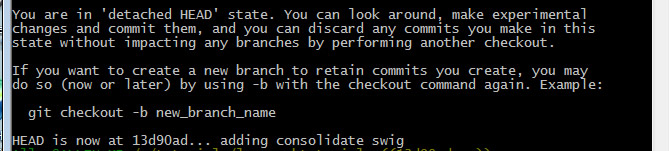 You are in 'detached HEAD' state. You can look around, make experimental
changes and commit them, and you can discard any commits you make in this
state without impacting any branches by performing another checkout.
If you want to create a new branch to retain commits you create, you may
do so (now or later) by using -b with the checkout command again. Example:
git checkout -b new_branch_name
HEAD is now at 13d90ad... adding consolidate swig